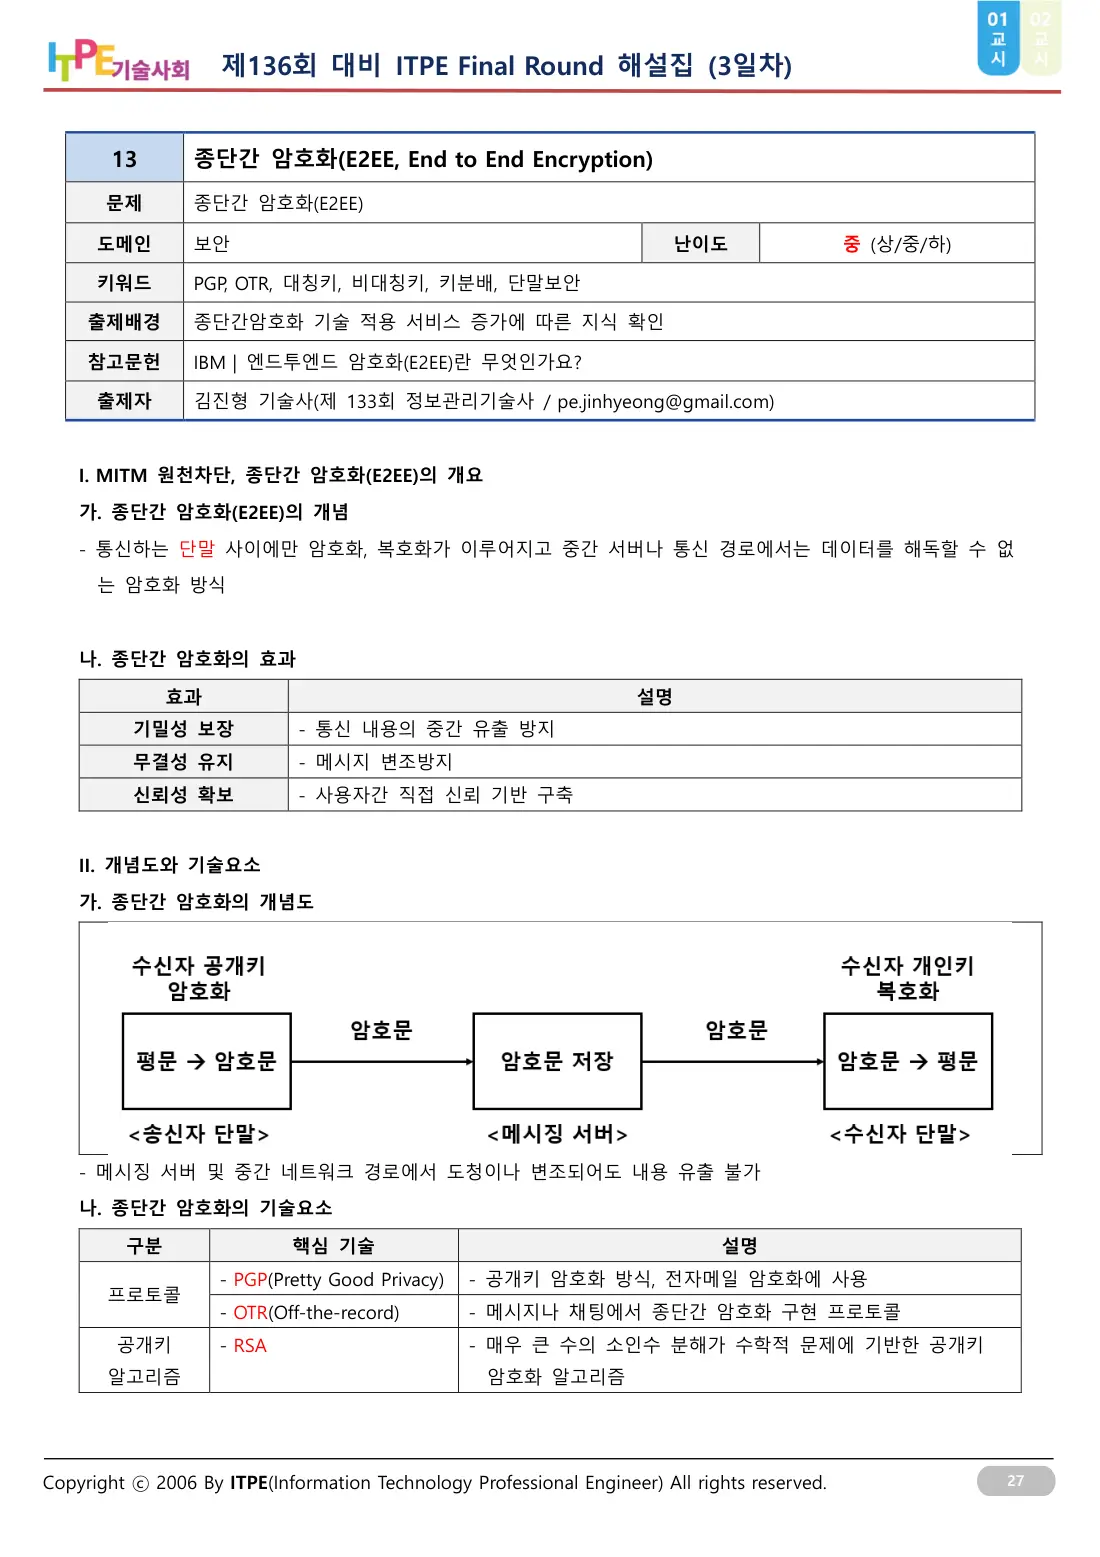 ITPE기술사회 제136회 대비 ITPE Final Round 해설집 (3일차)
01 교시
02 교시
13 종단간 암호화(E2EE, End to End Encryption)
문제 종단간 암호화(E2EE)
도메인 보안 난이도 중 (상/중/하)
키워드 PGP, OTR, 대칭키, 비대칭키, 키분배, 단말보안
출제배경 종단간암호화 기술 적용 서비스 증가에 따른 지식 확인
참고문헌 IBM | 엔드투엔드 암호화(E2EE)란 무엇인가요?
출제자 김진형 기술사(제 133회 정보관리기술사 / pe.jinhyeong@gmail.com)
I. MITM 원천차단, 종단간 암호화(E2EE)의 개요
가. 종단간 암호화(E2EE)의 개념
- 통신하는 단말 사이에만 암호화, 복호화가 이루어지고 중간 서버나 통신 경로에서는 데이터를 해독할 수 없
는 암호화 방식
나. 종단간 암호화의 효과
효과 설명
기밀성 보장 - 통신 내용의 중간 유출 방지
무결성 유지 - 메시지 변조방지
신뢰성 확보 - 사용자간 직접 신뢰 기반 구축
II. 개념도와 기술요소
가. 종단간 암호화의 개념도
수신자 공개키 수신자 개인키
암호화 복호화
암호문 암호문
평문 → 암호문 암호문 저장 암호문 → 평문
<송신자 단말> <메시징 서버> <수신자 단말>
- 메시징 서버 및 중간 네트워크 경로에서 도청이나 변조되어도 내용 유출 불가
나. 종단간 암호화의 기술요소
구분 핵심 기술 설명
프로토콜 - PGP(Pretty Good Privacy) - 공개키 암호화 방식, 전자메일 암호화에 사용
- OTR(Off-the-record) - 메시지나 채팅에서 종단간 암호화 구현 프로토콜
공개키 - RSA - 매우 큰 수의 소인수 분해가 수학적 문제에 기반한 공개키
알고리즘 암호화 알고리즘
Copyright ⓒ 2006 By ITPE(Information Technology Professional Engineer) All rights reserved. 27